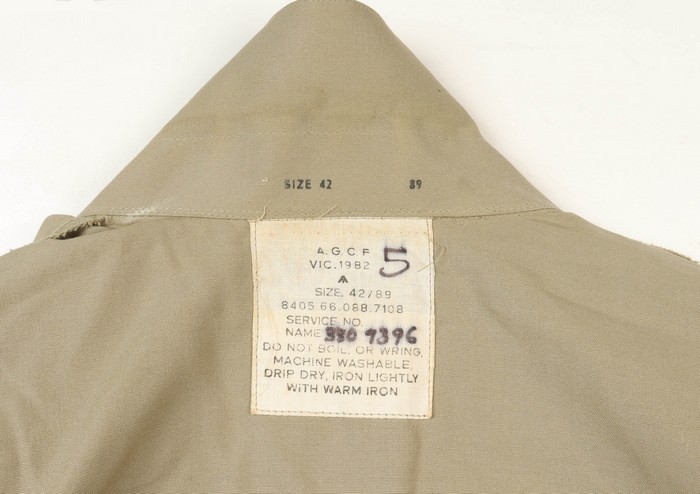 SIZE 42 89
A.G.C.F 5
VIC. 1982
SIZE. 42/89
8405.66.088.7108
SERVICE NO.
NAME 330 7396
DO NOT BOIL, OR WRING,
MACHINE WASHABLE,
DRIP DRY, IRON LIGHTLY
WITH WARM IRON